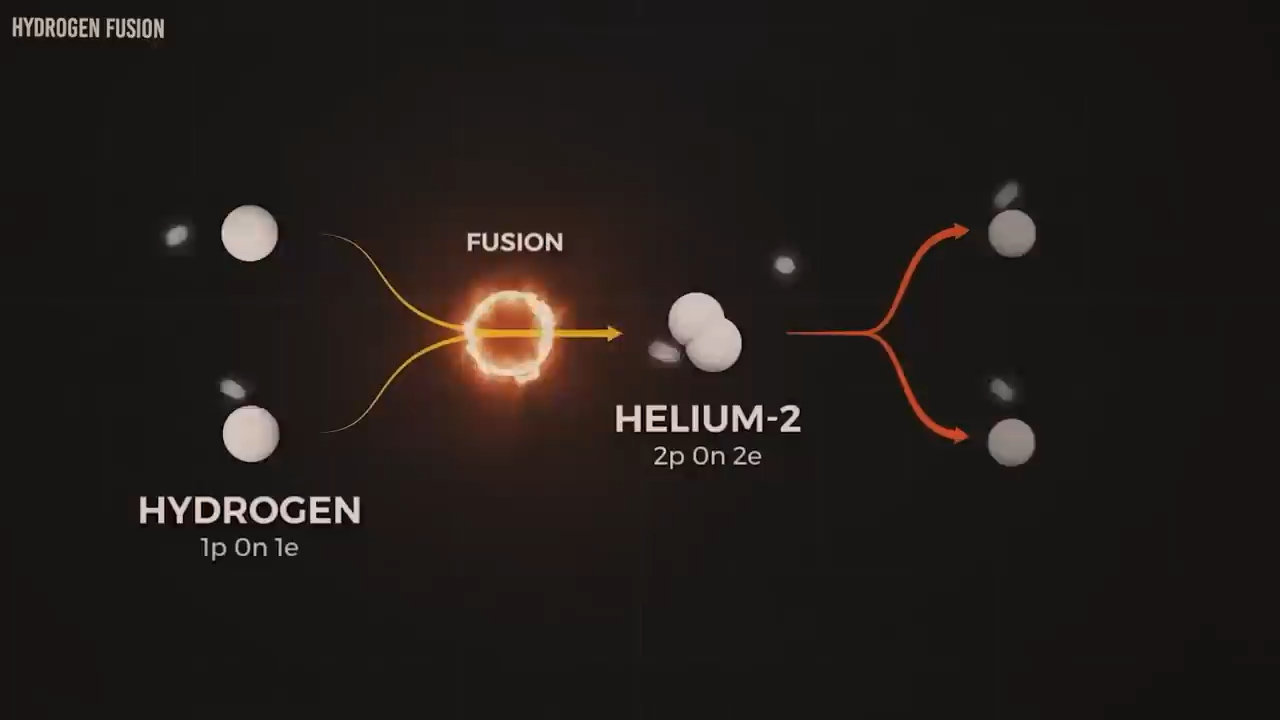 HYDROGEN FUSION
FUSION
HELIUM-2
2p 0n 2e
HYDROGEN
1p 0n 1e